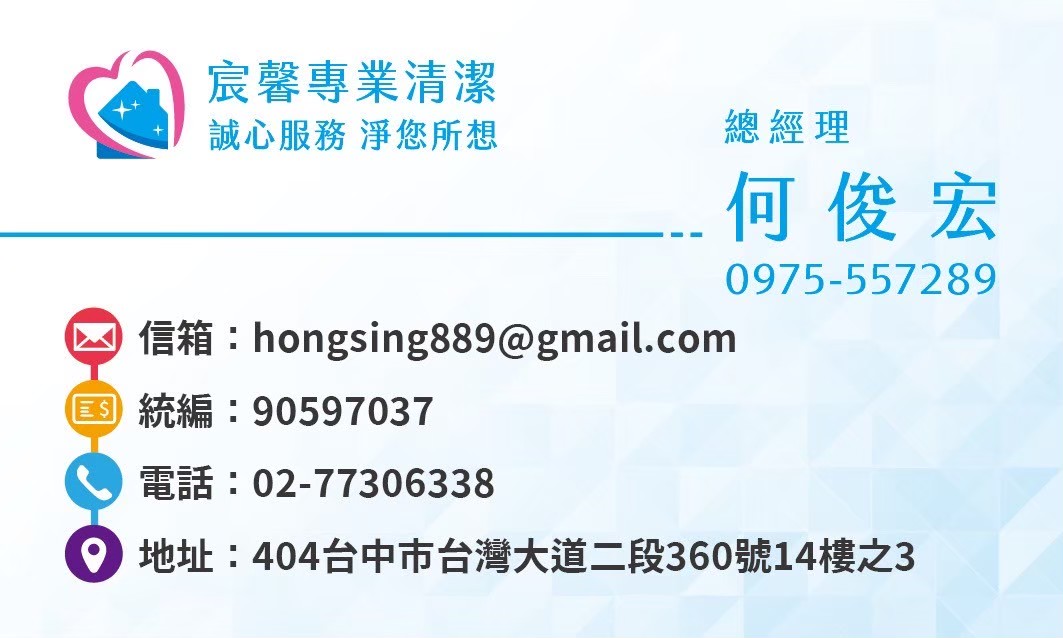 宸馨專業清潔
誠心服務 淨您所想
總經理
何俊宏
0975-557289
信箱：hongsing889@gmail.com
統編：90597037
電話：02-77306338
地址：404台中市台灣大道二段360號14樓之3